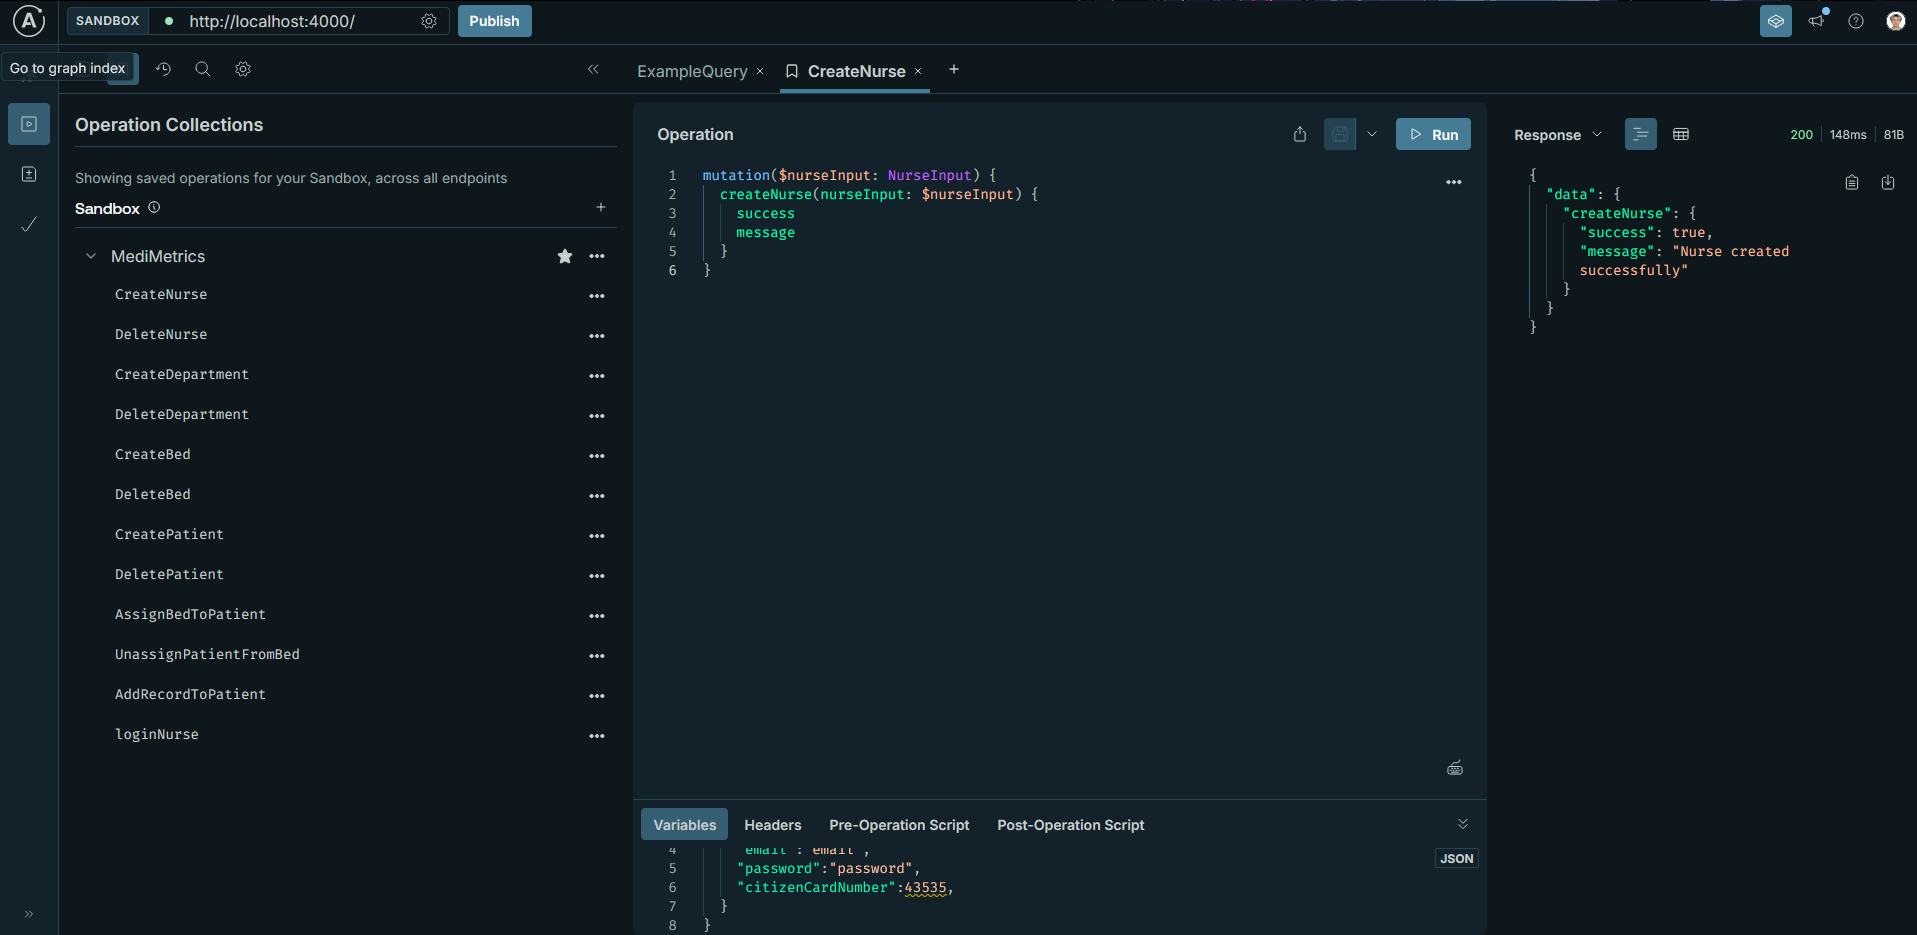 SANDBOX
http://localhost:4000/
Publish
Go to graph index
ExampleQuery
CreateNurse
Operation Collections
Showing saved operations for your Sandbox, across all endpoints
Sandbox
MediMetrics
CreateNurse
DeleteNurse
CreateDepartment
DeleteDepartment
CreateBed
DeleteBed
CreatePatient
DeletePatient
AssignBedToPatient
UnassignPatientFromBed
AddRecordToPatient
loginNurse
Operation
Run
1 mutation($nurseInput: NurseInput) {
2 createNurse(nurseInput: $nurseInput) {
3 success
4 message
5 }
6 }
Variables
Headers
Pre-Operation Script
Post-Operation Script
JSON
4 "email":"email",
5 "password":"password",
6 "citizenCardNumber":43535,
7 }
8 }
Response
200
148ms
81B
{
"data": {
"createNurse": {
"success": true,
"message": "Nurse created
successfully"
}
}
}